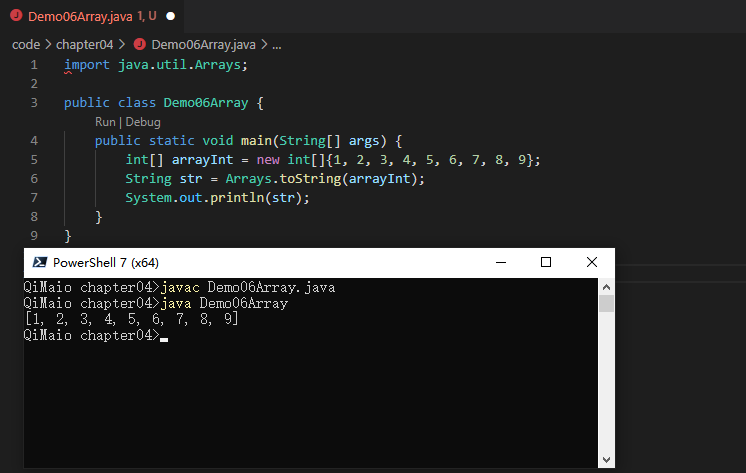 Demo06Array.java 1, U
code > chapter04 > Demo06Array.java > ...
1 import java.util.Arrays;
2
3 public class Demo06Array {
Run | Debug
4 public static void main(String[] args) {
5 int[] arrayInt = new int[]{1, 2, 3, 4, 5, 6, 7, 8, 9};
6 String str = Arrays.toString(arrayInt);
7 System.out.println(str);
8 }
9 }
PowerShell 7 (x64)
QiMaio chapter04>javac Demo06Array.java
QiMaio chapter04>java Demo06Array
[1, 2, 3, 4, 5, 6, 7, 8, 9]
QiMaio chapter04>